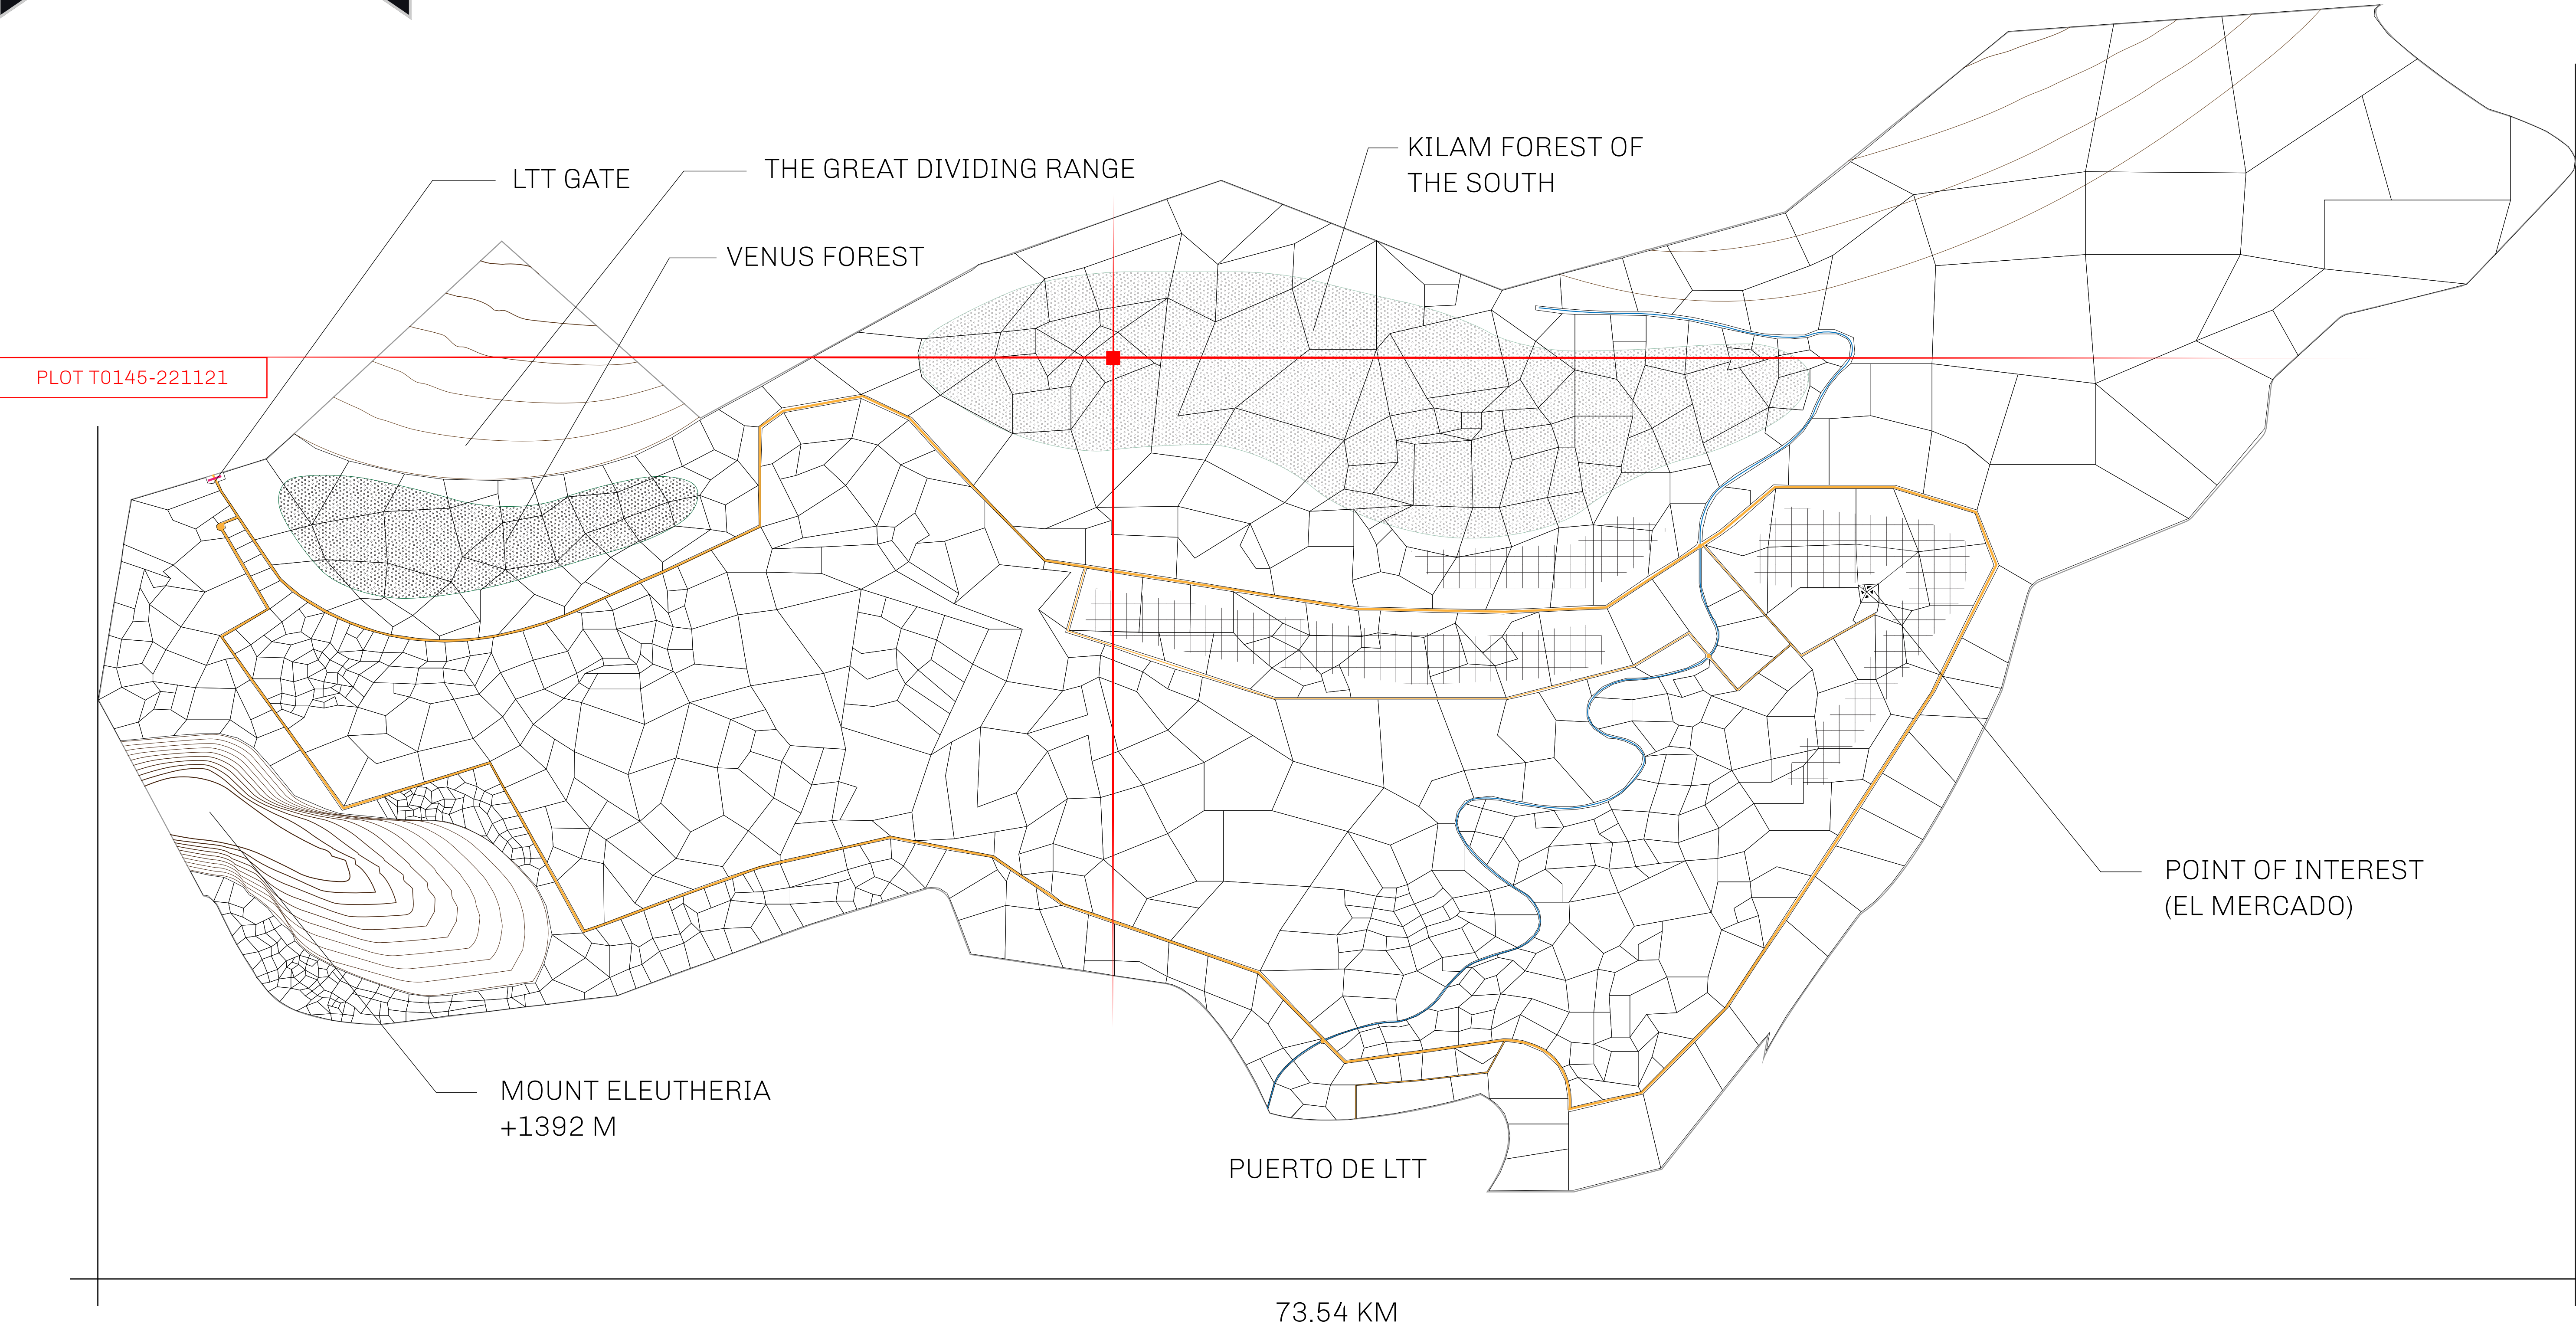 KILAM FOREST OF
THE SOUTH
LTT GATE
THE GREAT DIVIDING RANGE
VENUS FOREST
PLOT T0145-221121
POINT OF INTEREST
(EL MERCADO)
MOUNT ELEUTHERIA
+1392 M
PUERTO DE LTT
73.54 KM